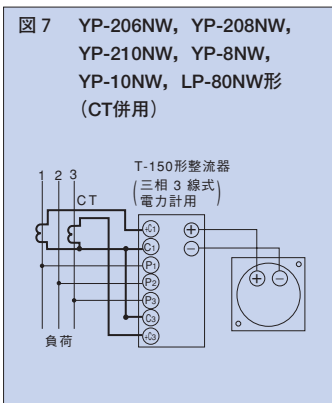 図7 YP-206NW, YP-208NW,
YP-210NW, YP-8NW,
YP-10NW, LP-80NW形
(CT併用)
T-150形整流器
(三相3線式
電力計用)
1 2 3
CT
+C1
C1
P1
P2
P3
C3
+C3
+
−
+ −
負荷